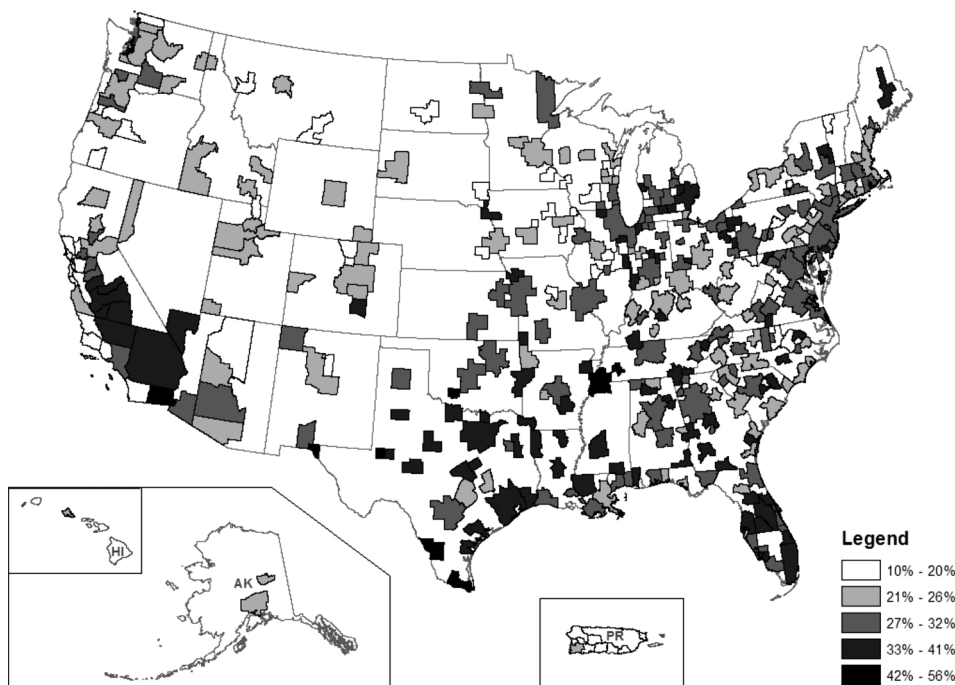 HI
AK
PR
Legend
10% - 20%
21% - 26%
27% - 32%
33% - 41%
42% - 56%